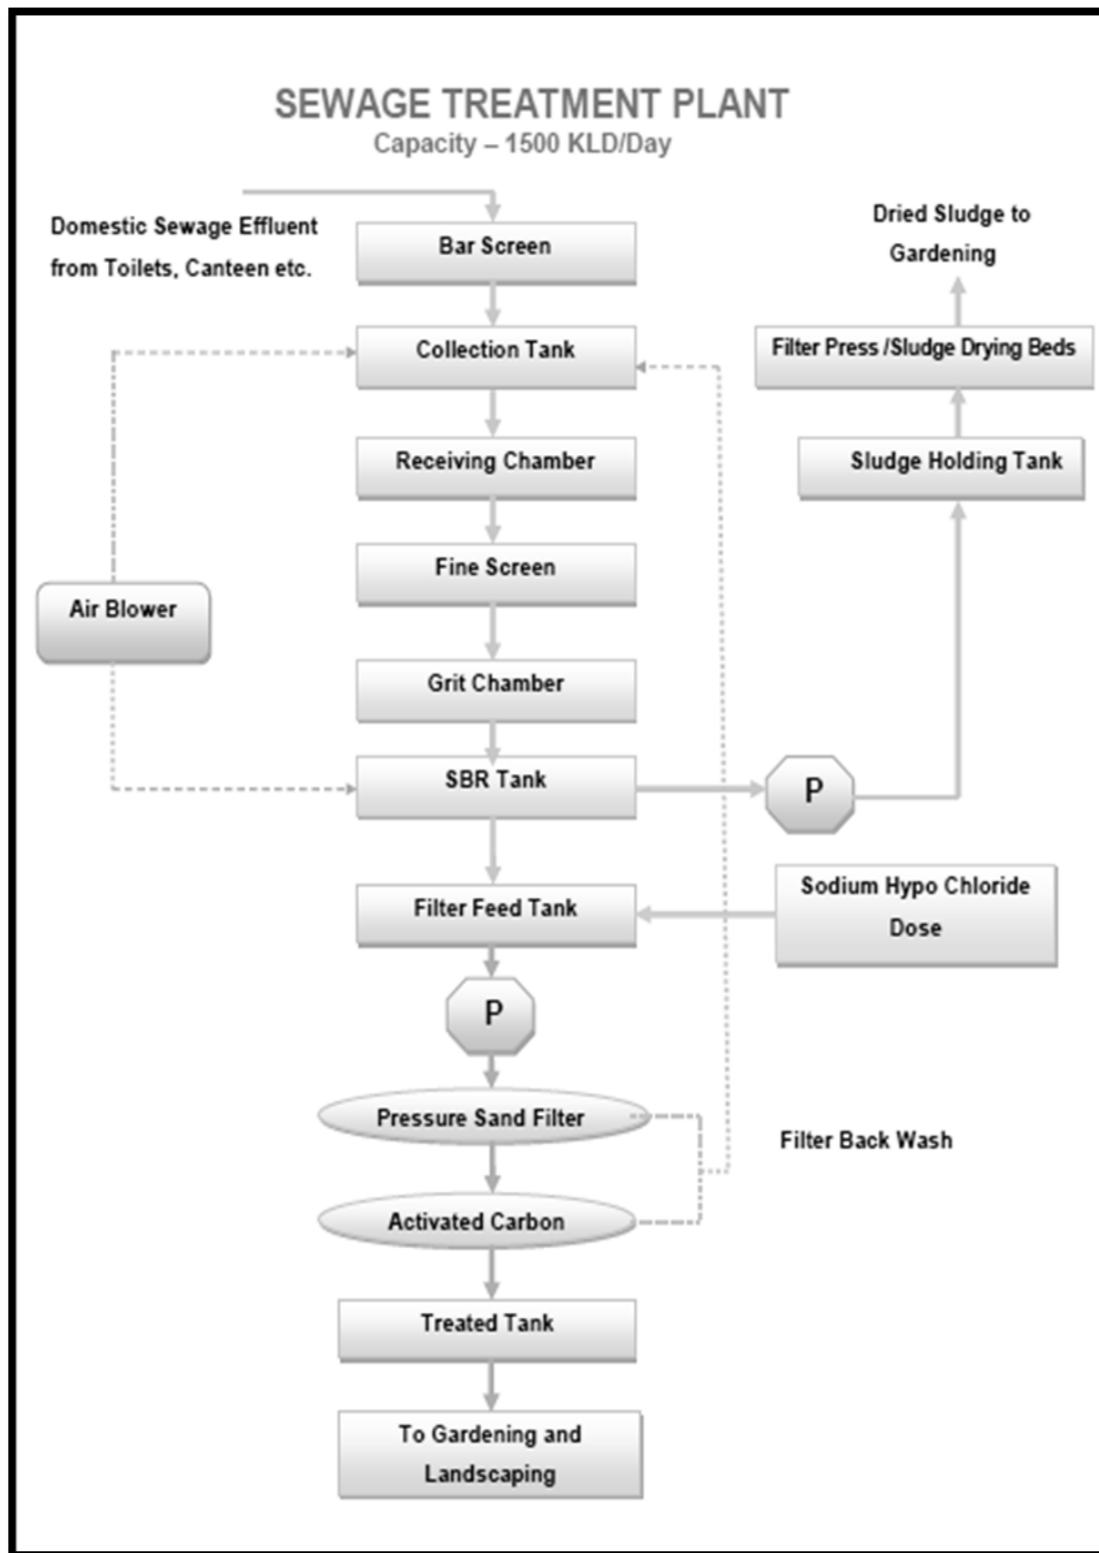 SEWAGE TREATMENT PLANT
Capacity – 1500 KLD/Day
Domestic Sewage Effluent
from Toilets, Canteen etc.
Bar Screen
Dried Sludge to
Gardening
Collection Tank
Filter Press /Sludge Drying Beds
Receiving Chamber
Sludge Holding Tank
Fine Screen
Air Blower
Grit Chamber
SBR Tank
P
Filter Feed Tank
Sodium Hypo Chloride
Dose
P
Pressure Sand Filter
Filter Back Wash
Activated Carbon
Treated Tank
To Gardening and
Landscaping